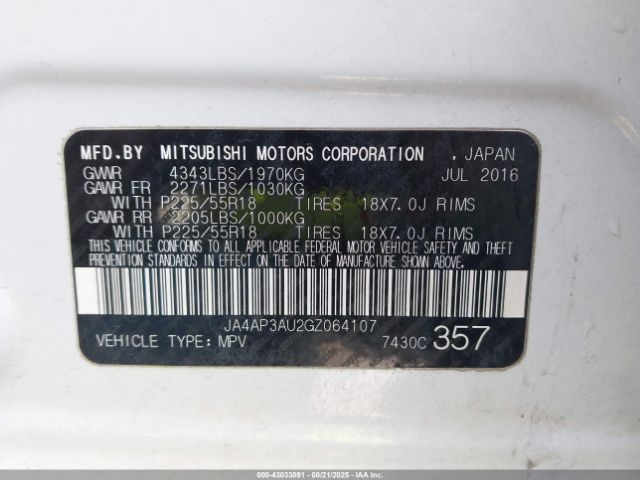 MFD.BY MITSUBISHI MOTORS CORPORATION , JAPAN
GVWR 4343LBS/1970KG JUL 2016
GAWR FR 2271LBS/1030KG
WITH P225/55R18 TIRES 18X7.0J RIMS
GAWR RR 2205LBS/1000KG
WITH P225/55R18 TIRES 18X7.0J RIMS
THIS VEHICLE CONFORMS TO ALL APPLICABLE FEDERAL MOTOR VEHICLE SAFETY AND THEFT
PREVENTION STANDARDS IN EFFECT ON THE DATE OF MANUFACTURE SHOWN ABOVE.
JA4AP3AU2GZ064107
VEHICLE TYPE: MPV 7430C 357
000-43033891 - 08/21/2025 - IAAI.COM